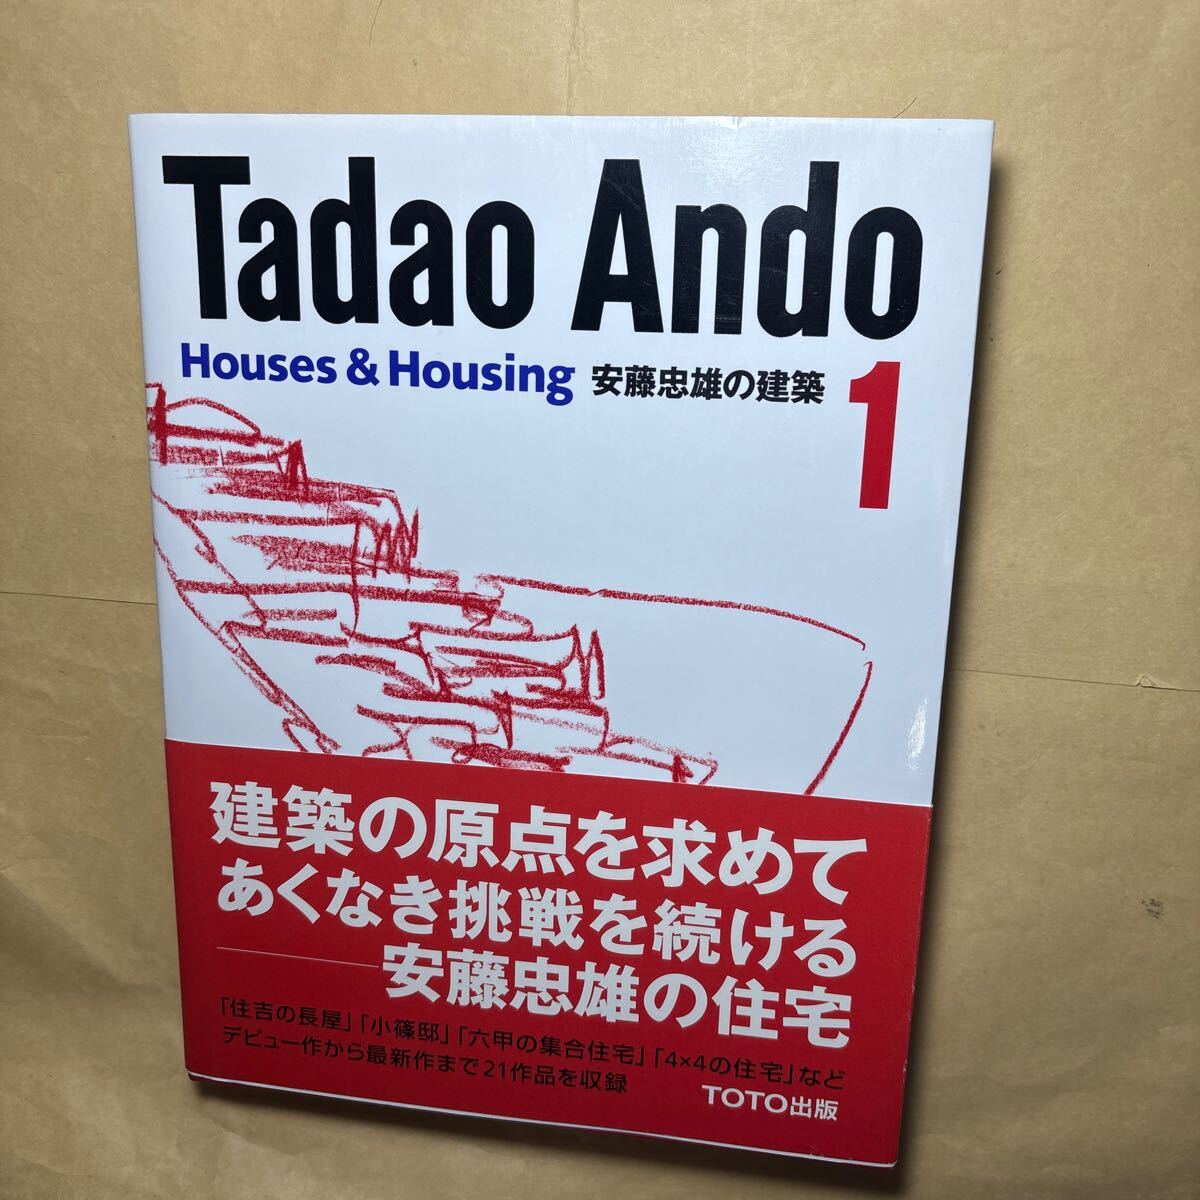 Tadao Ando
Houses & Housing 安藤忠雄の建築 1
建築の原点を求めて
あくなき挑戦を続ける
──安藤忠雄の住宅
「住吉の長屋」「小篠邸」「六甲の集合住宅」「4×4の住宅」など
デビュー作から最新作まで21作品を収録
TOTO出版